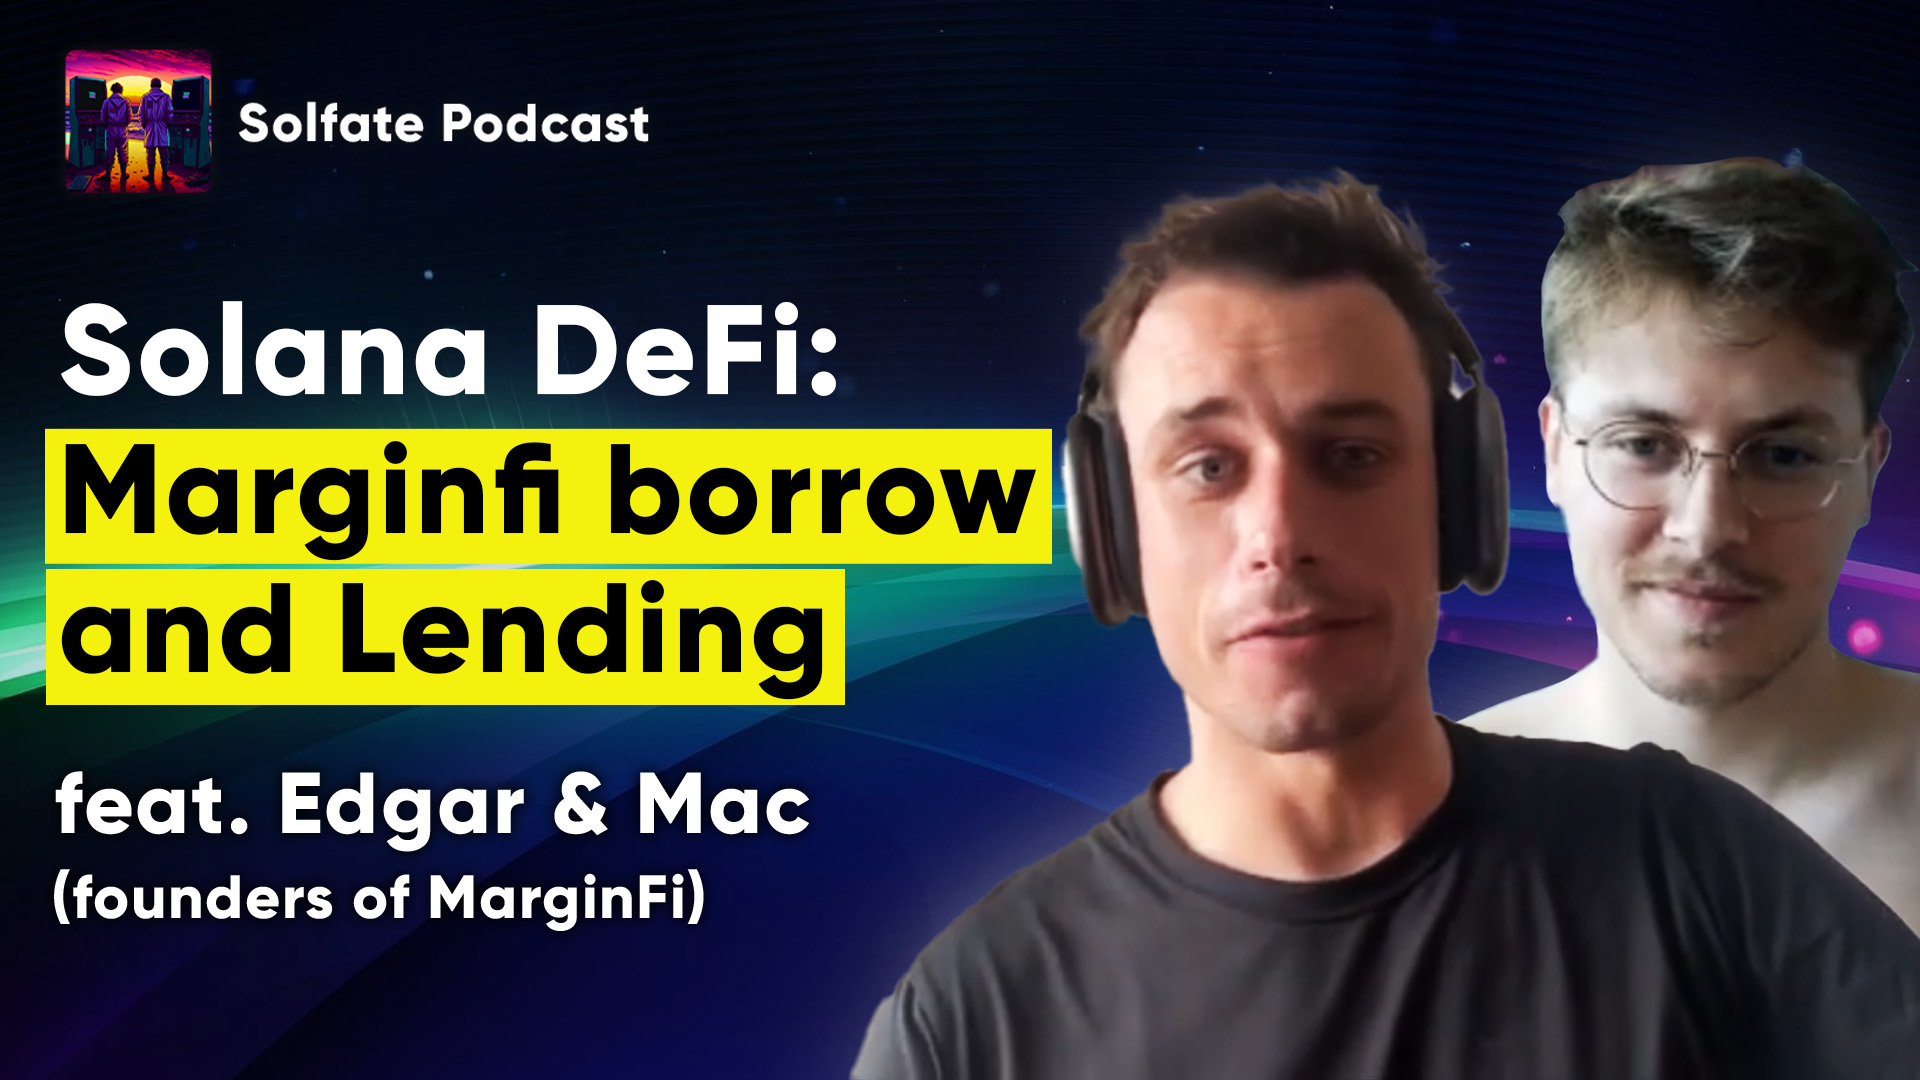 Solfate Podcast
Solana DeFi:
Marginfi borrow
and Lending
feat. Edgar & Mac
(founders of MarginFi)